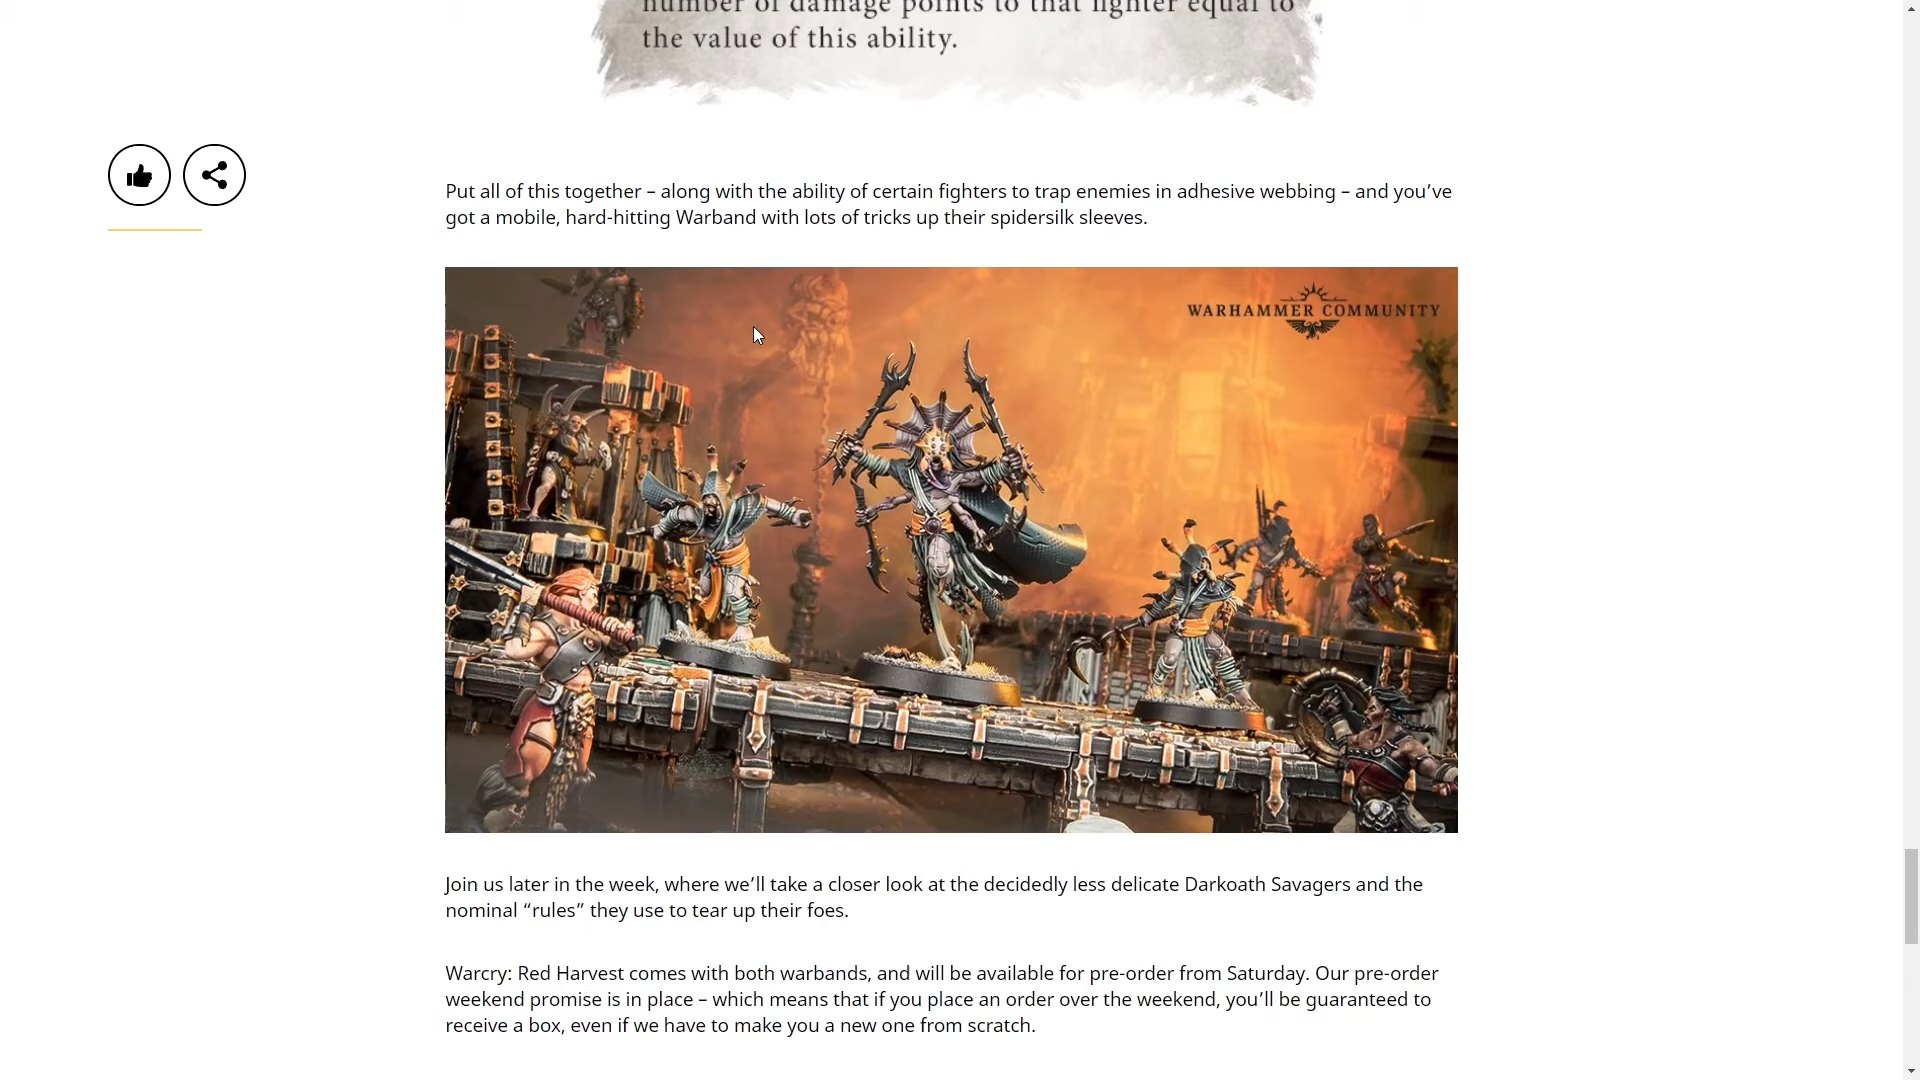 number of damage points to that fighter equal to
the value of this ability.
Put all of this together – along with the ability of certain fighters to trap enemies in adhesive webbing – and you’ve
got a mobile, hard-hitting Warband with lots of tricks up their spidersilk sleeves.
WARHAMMER COMMUNITY
Join us later in the week, where we’ll take a closer look at the decidedly less delicate Darkoath Savagers and the
nominal “rules” they use to tear up their foes.
Warcry: Red Harvest comes with both warbands, and will be available for pre-order from Saturday. Our pre-order
weekend promise is in place – which means that if you place an order over the weekend, you’ll be guaranteed to
receive a box, even if we have to make you a new one from scratch.